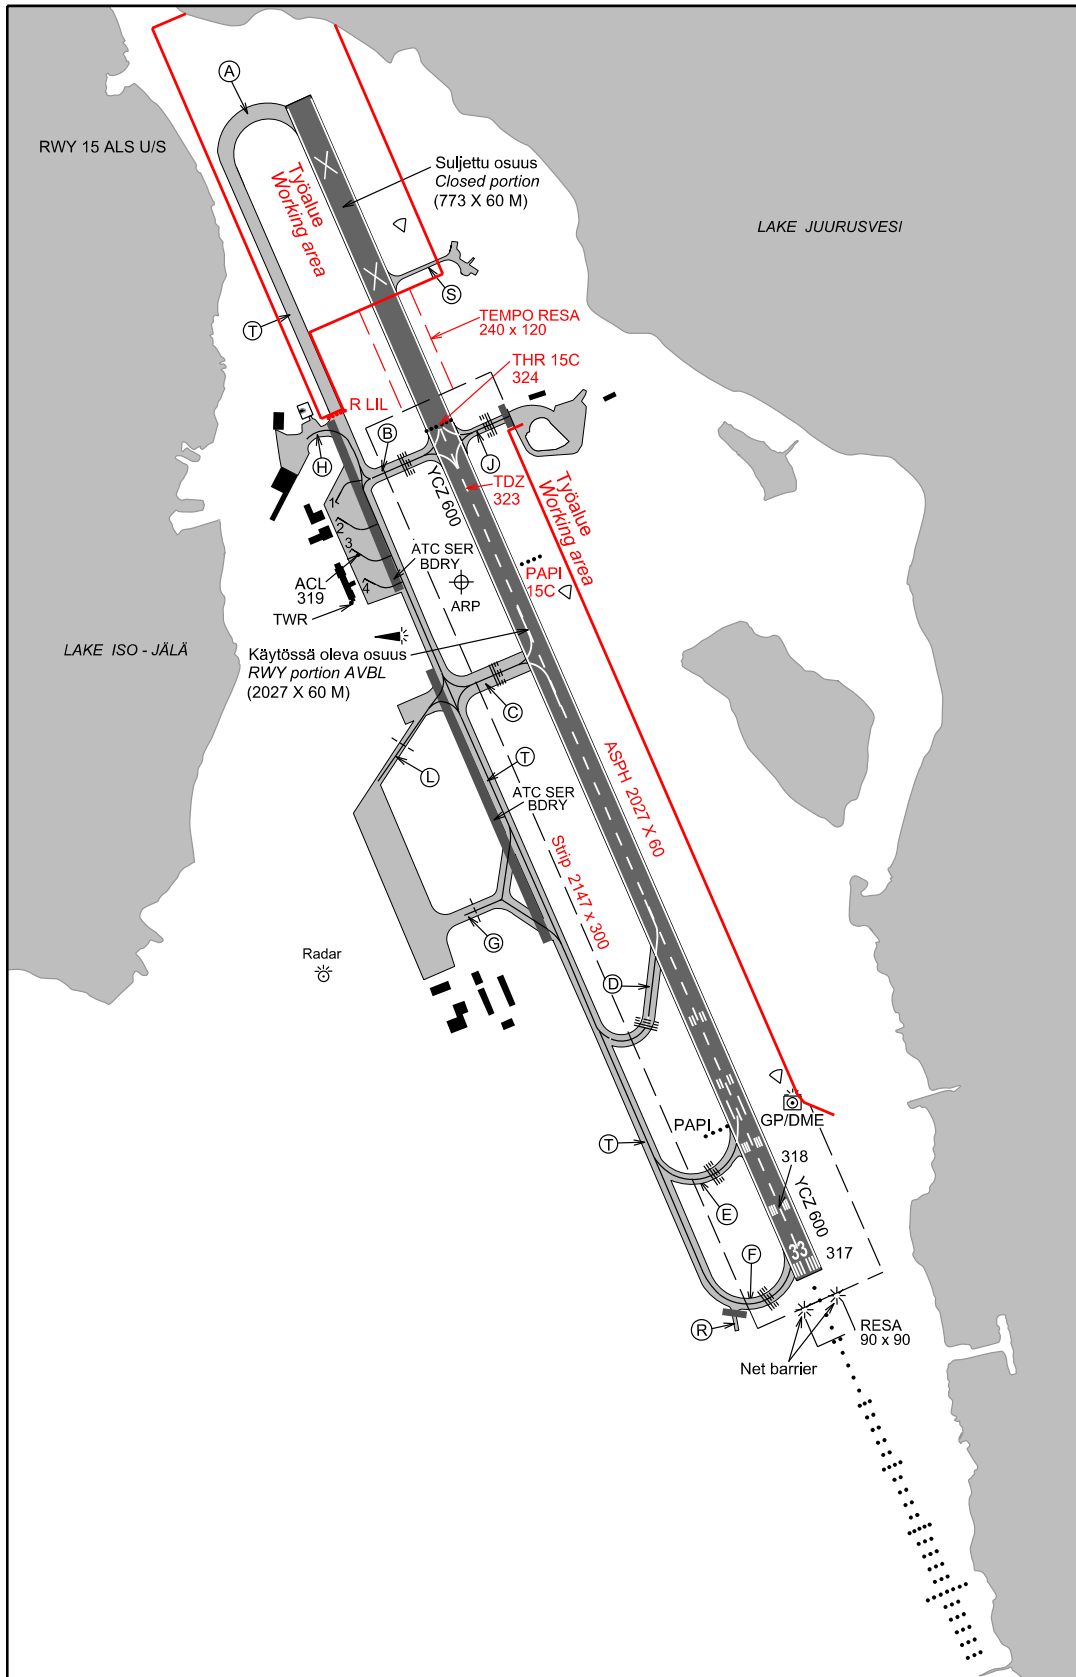 A
RWY 15 ALS U/S
Suljettu osuus
Closed portion
(773 X 60 M)
Työalue
Working area
LAKE JUURUSVESI
S
T
TEMPO RESA
240 x 120
THR 15C
324
R LIL
B
J
H
YCZ 600
TDZ
323
Työalue
Working area
1
2
3
4
ATC SER
BDRY
ACL
319
PAPI
15C
ARP
TWR
LAKE ISO - JÄLÄ
Käytössä oleva osuus
RWY portion AVBL
(2027 X 60 M)
C
L
T
ASPH 2027 X 60
ATC SER
BDRY
Strip 2147 x 300
G
Radar
D
GP/DME
PAPI
T
318
YCZ 600
E
33
317
F
R
RESA
90 x 90
Net barrier